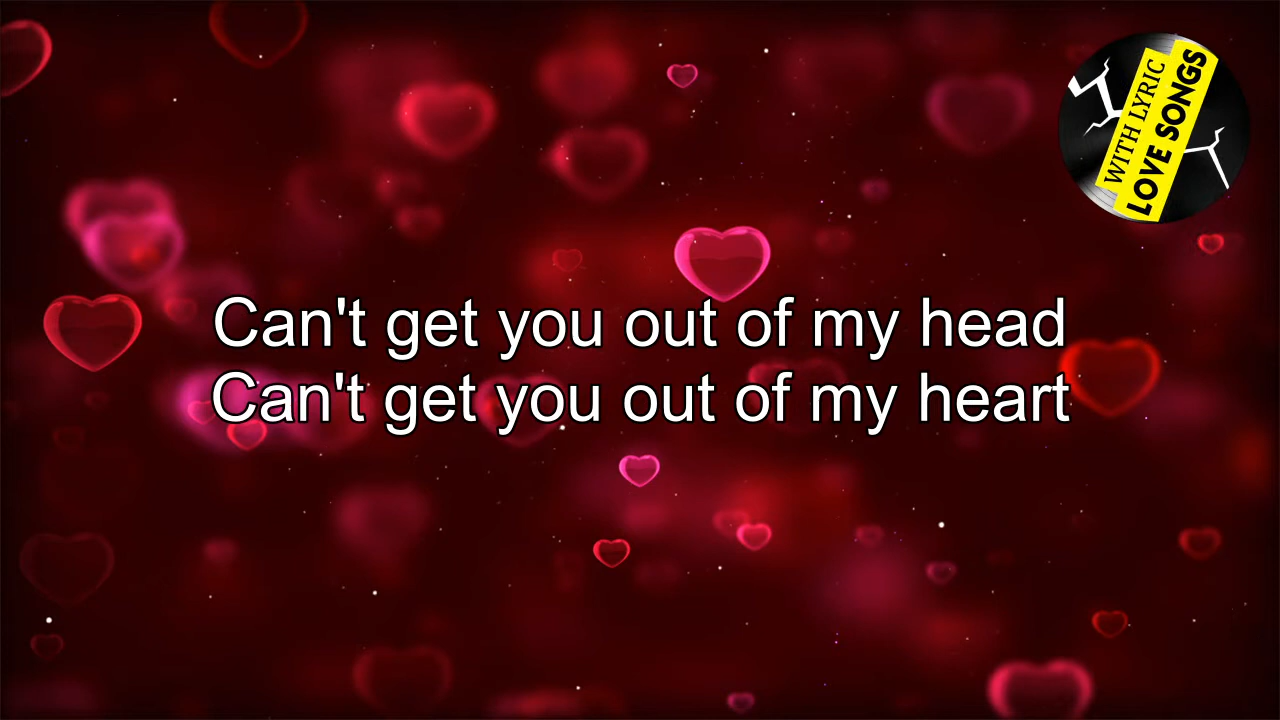 WITH LYRIC
LOVE SONGS
Can't get you out of my head
Can't get you out of my heart